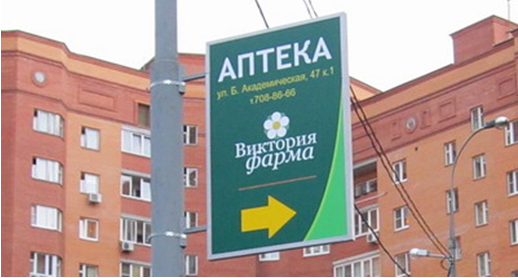 АПТЕКА
ул. Б. Академическая, 47 к.1
т.708-86-66
Виктория
фарма